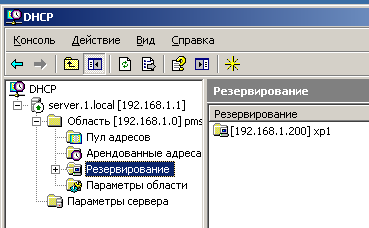 DHCP
Консоль Действие Вид Справка
DHCP
server.1.local [192.168.1.1]
Область [192.168.1.0] pms
Пул адресов
Арендованные адреса
Резервирование
Параметры области
Параметры сервера
Резервирование
Резервирование
[192.168.1.200] xp1